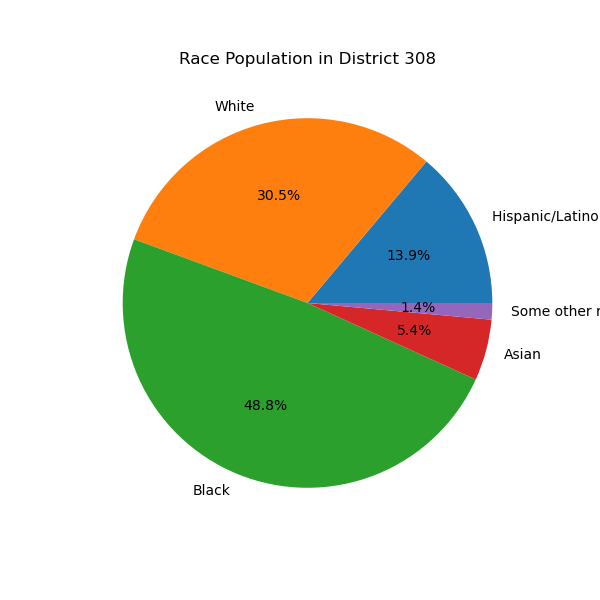 Race Population in District 308
White
30.5%
Hispanic/Latino
13.9%
1.4%
Some other
5.4%
Asian
48.8%
Black